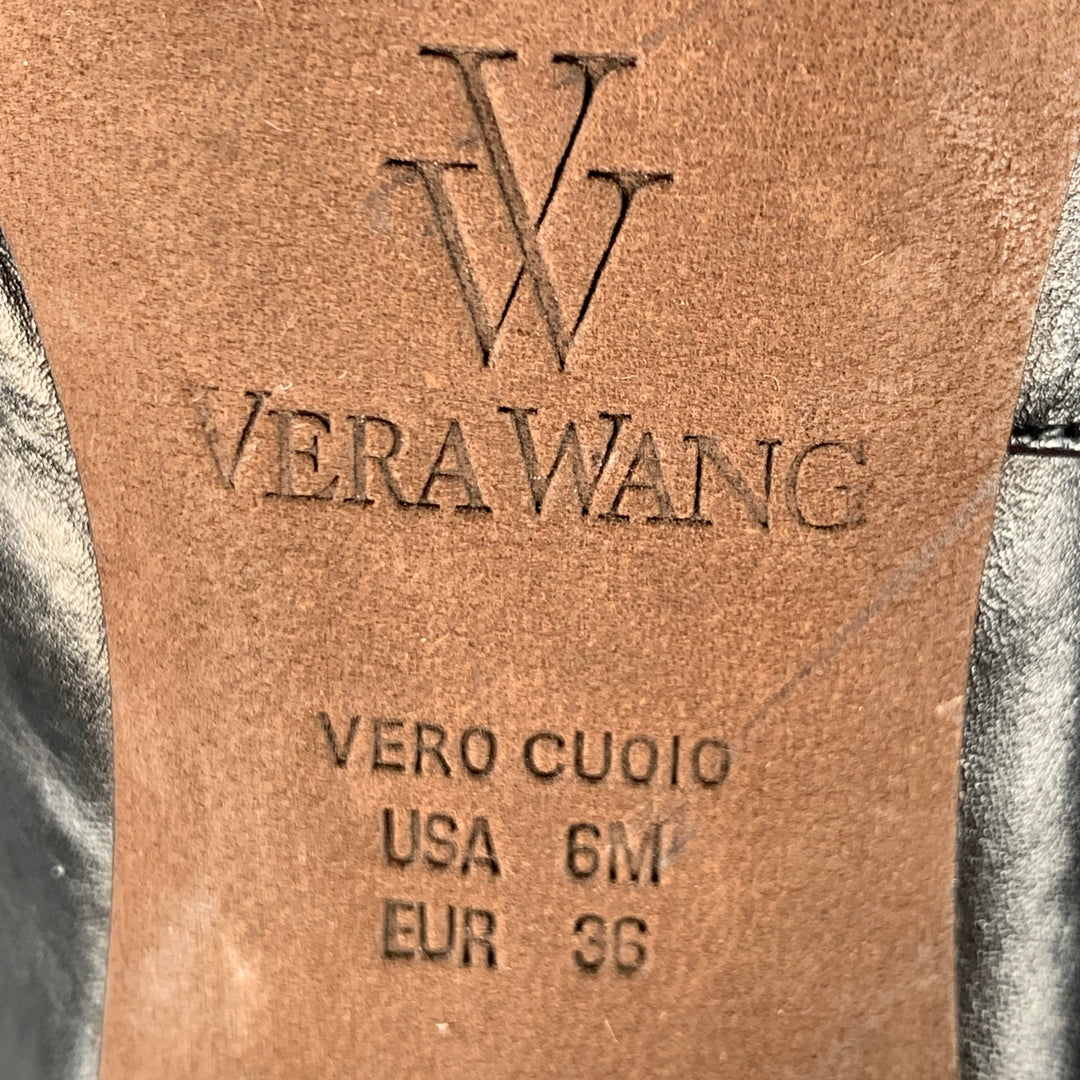 VW
VERA WANG
VERO CUOIO
USA 6M
EUR 36